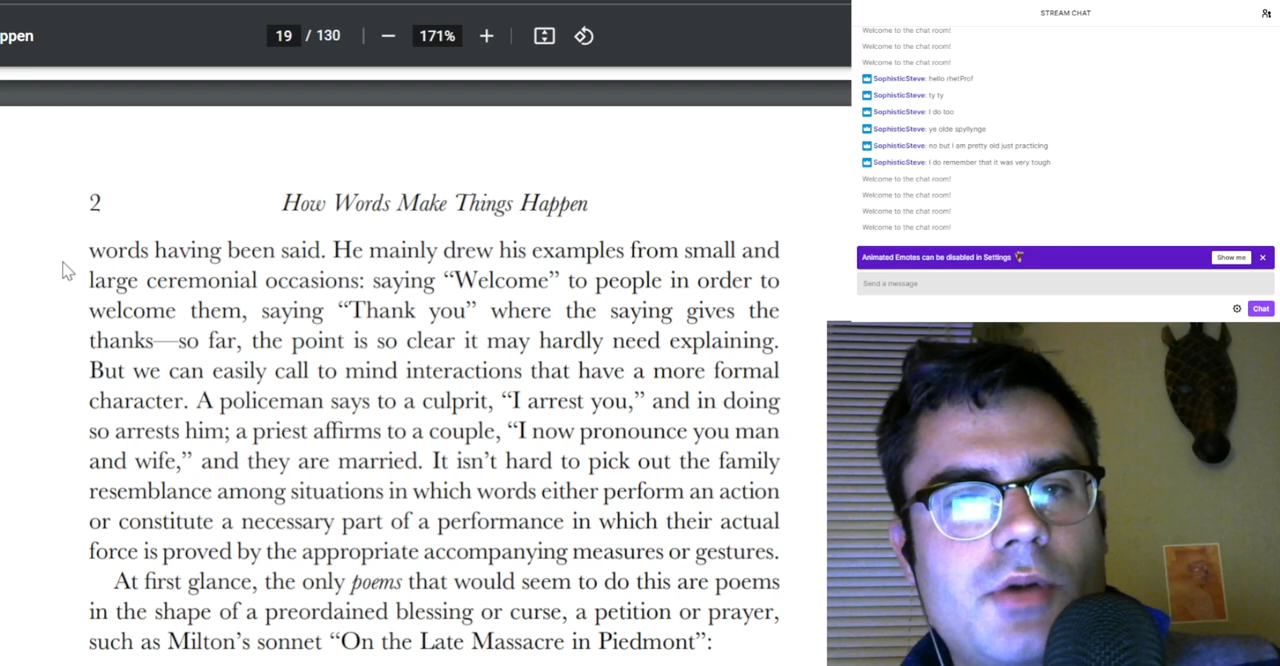 ppen
19 / 130
171%
2
How Words Make Things Happen
words having been said. He mainly drew his examples from small and
large ceremonial occasions: saying “Welcome” to people in order to
welcome them, saying “Thank you” where the saying gives the
thanks—so far, the point is so clear it may hardly need explaining.
But we can easily call to mind interactions that have a more formal
character. A policeman says to a culprit, “I arrest you,” and in doing
so arrests him; a priest affirms to a couple, “I now pronounce you man
and wife,” and they are married. It isn’t hard to pick out the family
resemblance among situations in which words either perform an action
or constitute a necessary part of a performance in which their actual
force is proved by the appropriate accompanying measures or gestures.
At first glance, the only poems that would seem to do this are poems
in the shape of a preordained blessing or curse, a petition or prayer,
such as Milton’s sonnet “On the Late Massacre in Piedmont”:
STREAM CHAT
Welcome to the chat room!
Welcome to the chat room!
Welcome to the chat room!
SophisticSteve: hello rhetProf
SophisticSteve: ty ty
SophisticSteve: I do too
SophisticSteve: ye olde spyllynge
SophisticSteve: no but I am pretty old just practicing
SophisticSteve: I do remember that it was very tough
Welcome to the chat room!
Welcome to the chat room!
Welcome to the chat room!
Welcome to the chat room!
Animated Emotes can be disabled in Settings
Show me
Send a message
Chat